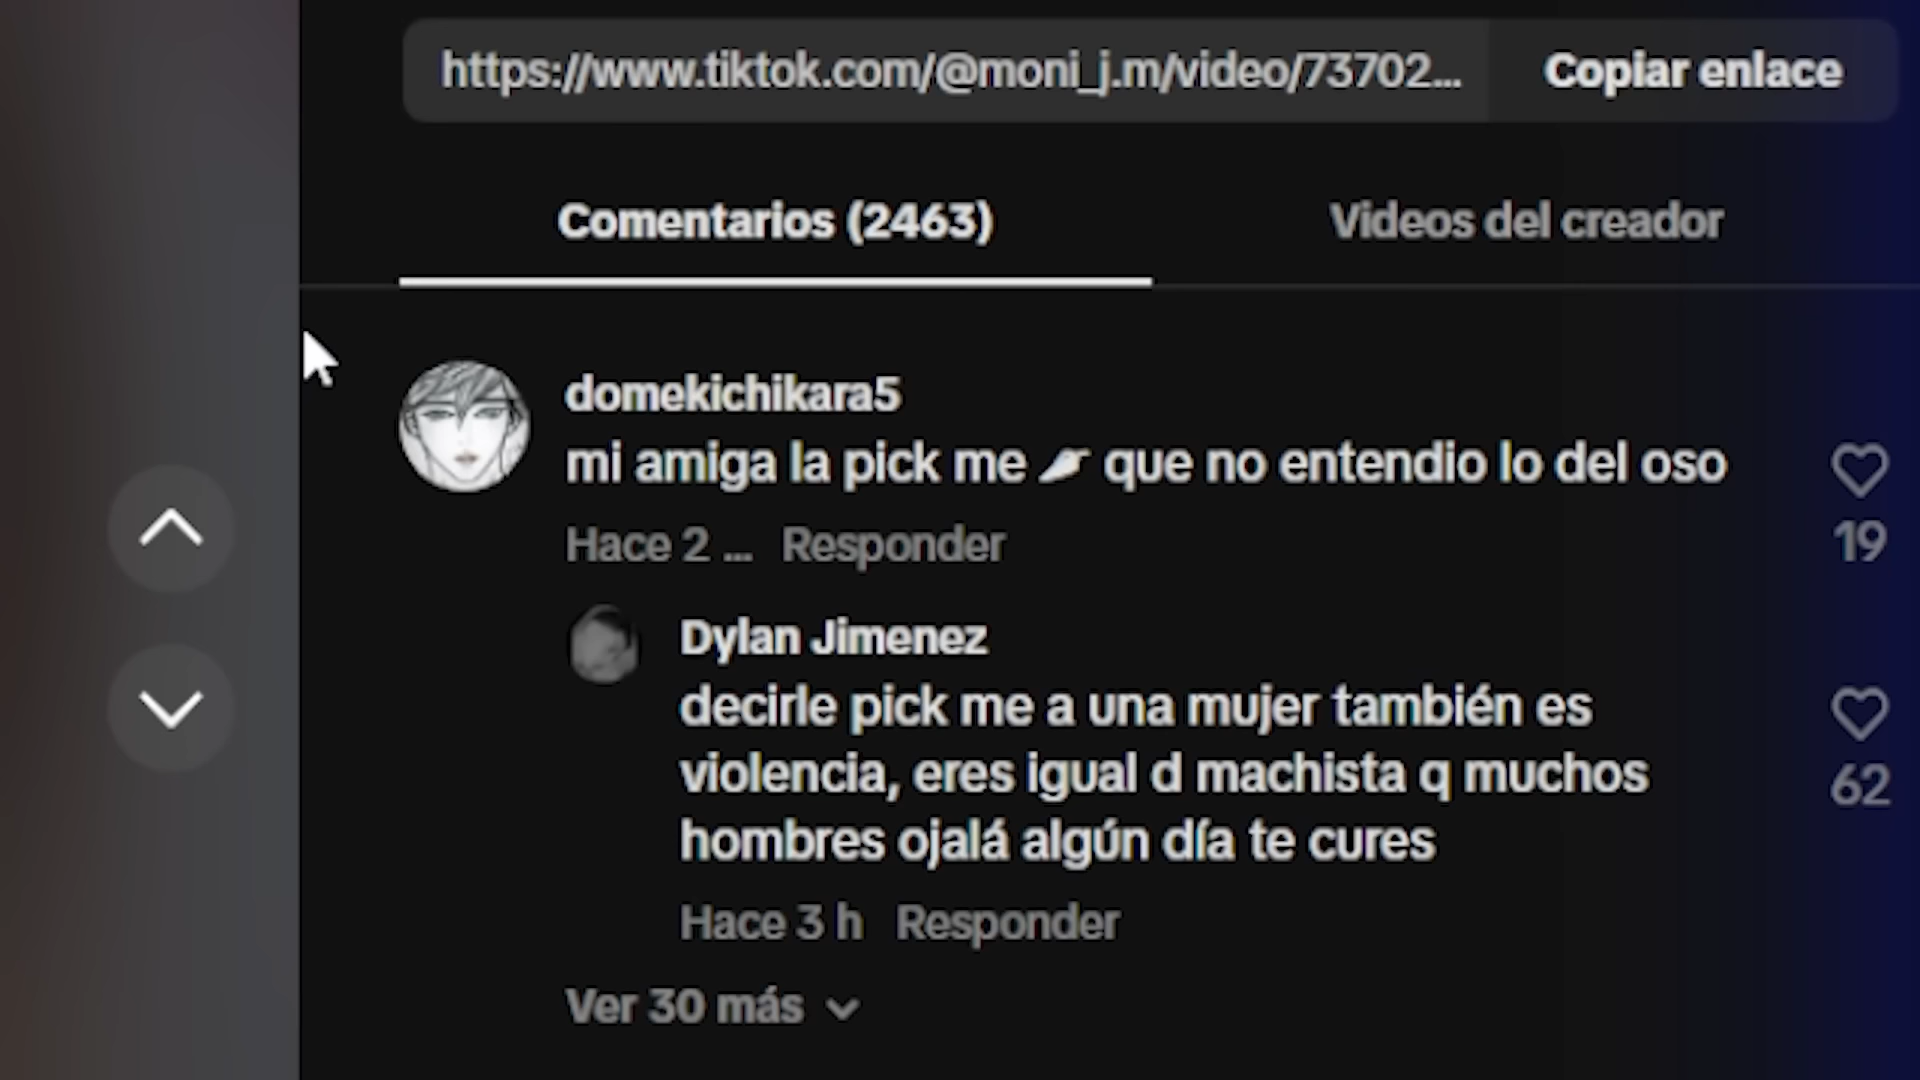 https://www.tiktok.com/@moni_j.m/video/73702...
Copiar enlace
Comentarios (2463)
Videos del creador
domekichikara5
mi amiga la pick me que no entendio lo del oso
19
Hace 2 ... Responder
Dylan Jimenez
decirle pick me a una mujer también es
violencia, eres igual d machista q muchos
hombres ojalá algún día te cures
62
Hace 3 h Responder
Ver 30 más